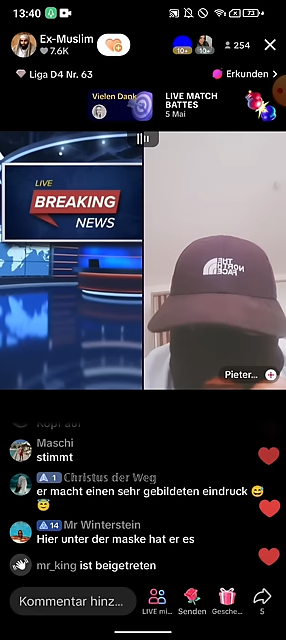 13:40
73
Ex-Muslim
7.6K
10+
10+
254
Liga D4 Nr. 63
Erkunden
Vielen Dank
LIVE MATCH
BATTES
5 Mai
LIVE
BREAKING
NEWS
THE
NORTH
FACE
Pieter...
Maschi
stimmt
1 Christus der Weg
er macht einen sehr gebildeten eindruck
14 Mr Winterstein
Hier unter der maske hat er es
mr_king ist beigetreten
Kommentar hinz...
LIVE mi...
Senden
Gesche...
5